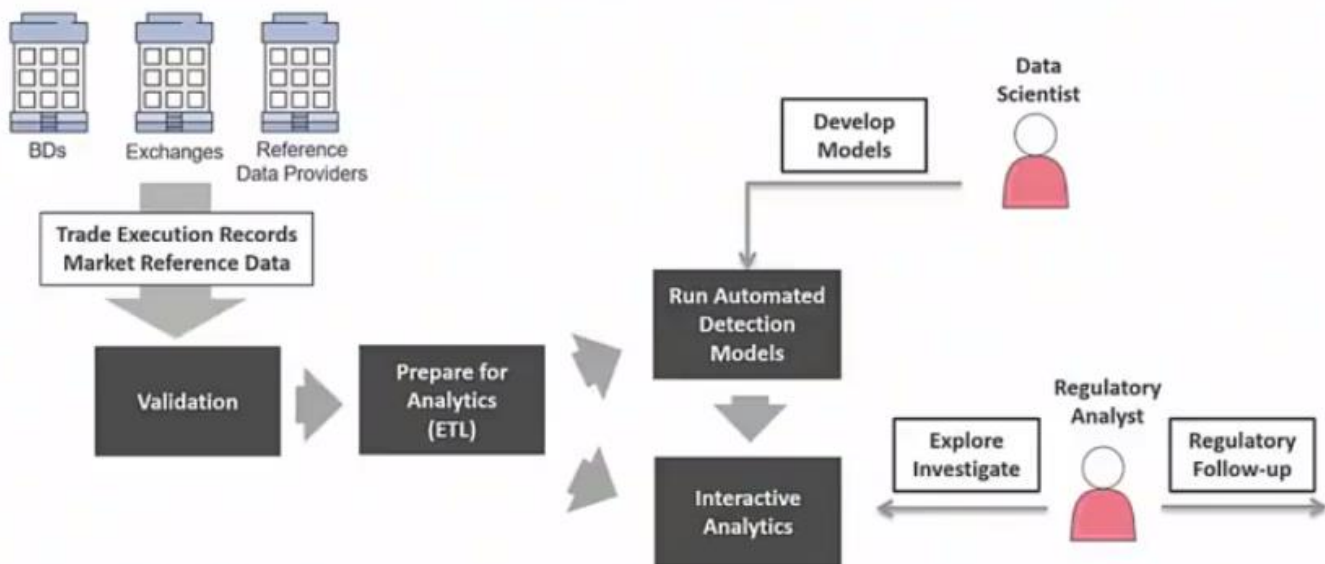 BDs
Exchanges
Reference
Data Providers
Trade Execution Records
Market Reference Data
Validation
Prepare for
Analytics
(ETL)
Data
Scientist
Develop
Models
Run Automated
Detection
Models
Interactive
Analytics
Regulatory
Analyst
Explore
Investigate
Regulatory
Follow-up